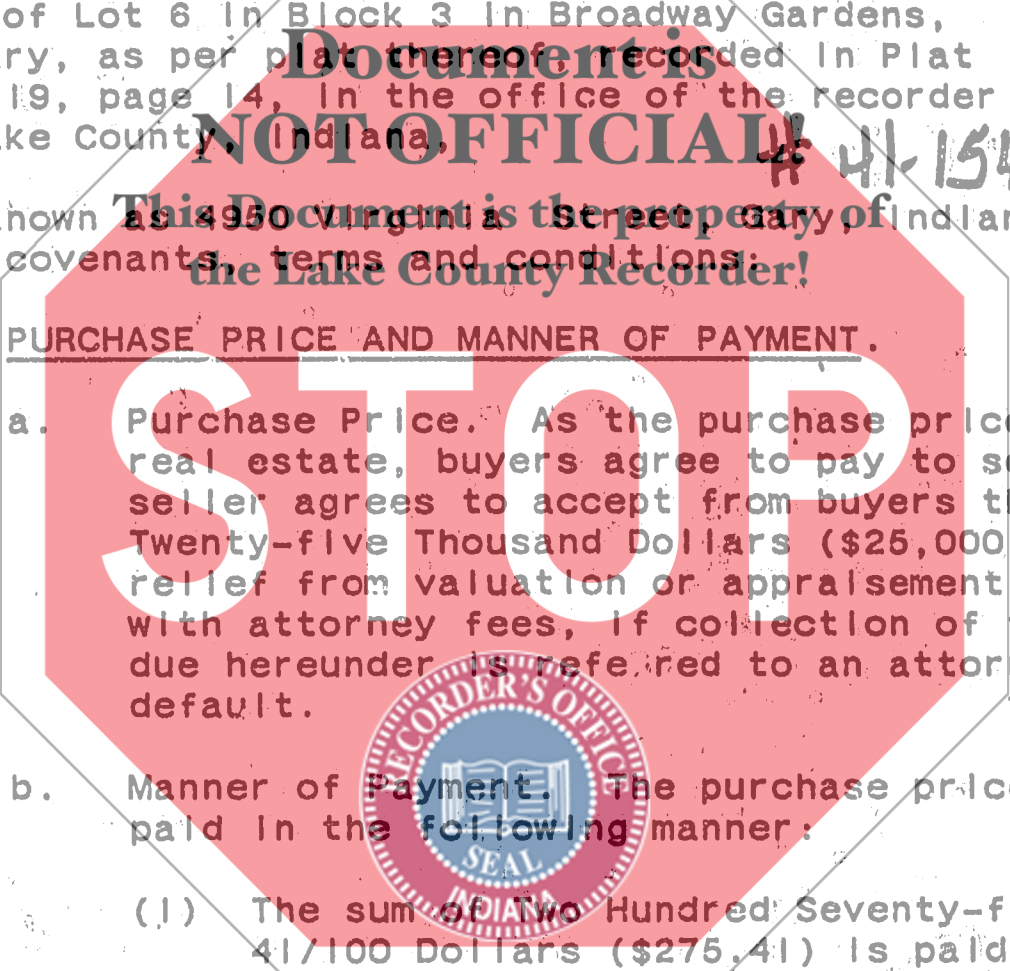 of Lot 6 in Block 3 in Broadway Gardens,
ry, as per plat thereof, recorded in Plat
19, page 14, in the office of the recorder
ke County, Indiana,
# 41-154
nown as 4950 Virginia Street, Gary, Indian
covenants, terms and conditions:
Document is
NOT OFFICIAL!
This Document is the property of
the Lake County Recorder!
PURCHASE PRICE AND MANNER OF PAYMENT.
STOP
a. Purchase Price. As the purchase price
real estate, buyers agree to pay to se
seller agrees to accept from buyers th
Twenty-five Thousand Dollars ($25,000
relief from valuation or appraisement
with attorney fees, if collection of
due hereunder is referred to an attor
default.
b. Manner of Payment. The purchase price
paid in the following manner:
(1) The sum of Two Hundred Seventy-f
41/100 Dollars ($275.41) is paid
RECORDER'S OFFICE
SEAL
INDIANA